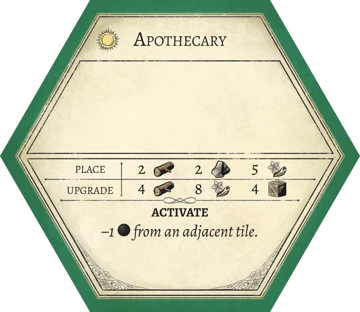 Apothecary
PLACE 2 2 5
UPGRADE 4 8 4
ACTIVATE
–1 from an adjacent tile.